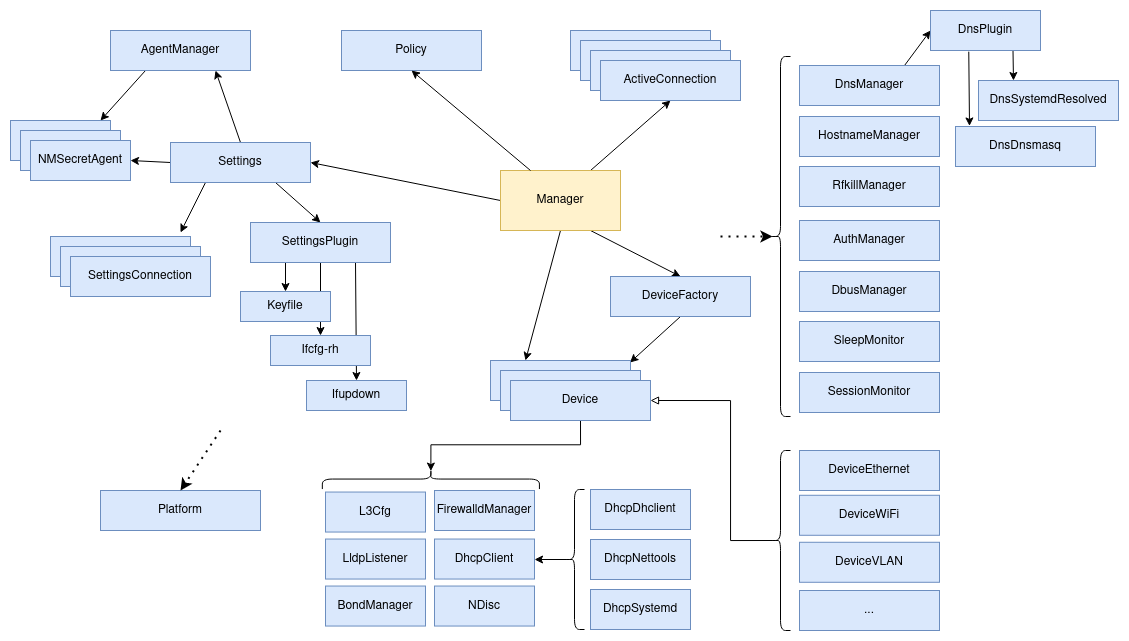 DnsPlugin
AgentManager
Policy
ActiveConnection
DnsManager
DnsSystemdResolved
HostnameManager
DnsDnsmasq
NMSecretAgent
Settings
RfkillManager
Manager
SettingsPlugin
AuthManager
SettingsConnection
DeviceFactory
DbusManager
Keyfile
SleepMonitor
Ifcfg-rh
Ifupdown
Device
SessionMonitor
DeviceEthernet
Platform
L3Cfg
FirewalldManager
DhcpDhclient
DeviceWiFi
LldpListener
DhcpClient
DhcpNettools
DeviceVLAN
BondManager
NDisc
DhcpSystemd
...